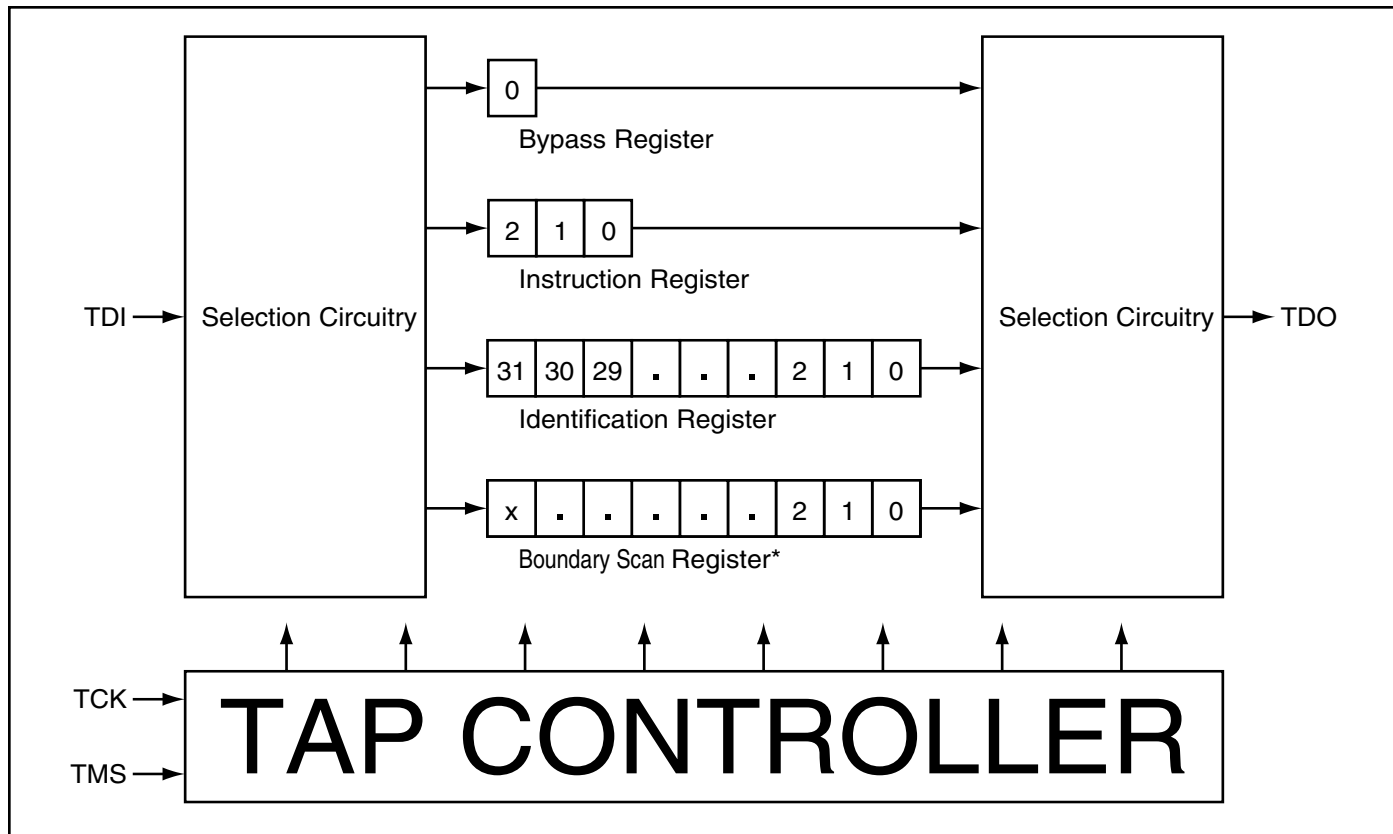 0
Bypass Register
2 1 0
Instruction Register
TDI
Selection Circuitry
Selection Circuitry
TDO
31 30 29 . . . 2 1 0
Identification Register
x . . . . . 2 1 0
Boundary Scan Register*
TCK
TAP CONTROLLER
TMS